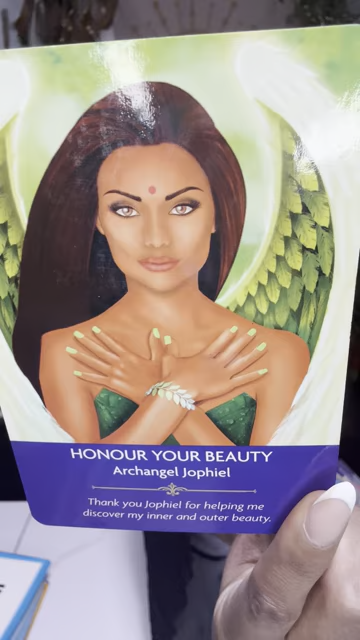 HONOUR YOUR BEAUTY
Archangel Jophiel
Thank you Jophiel for helping me
discover my inner and outer beauty.